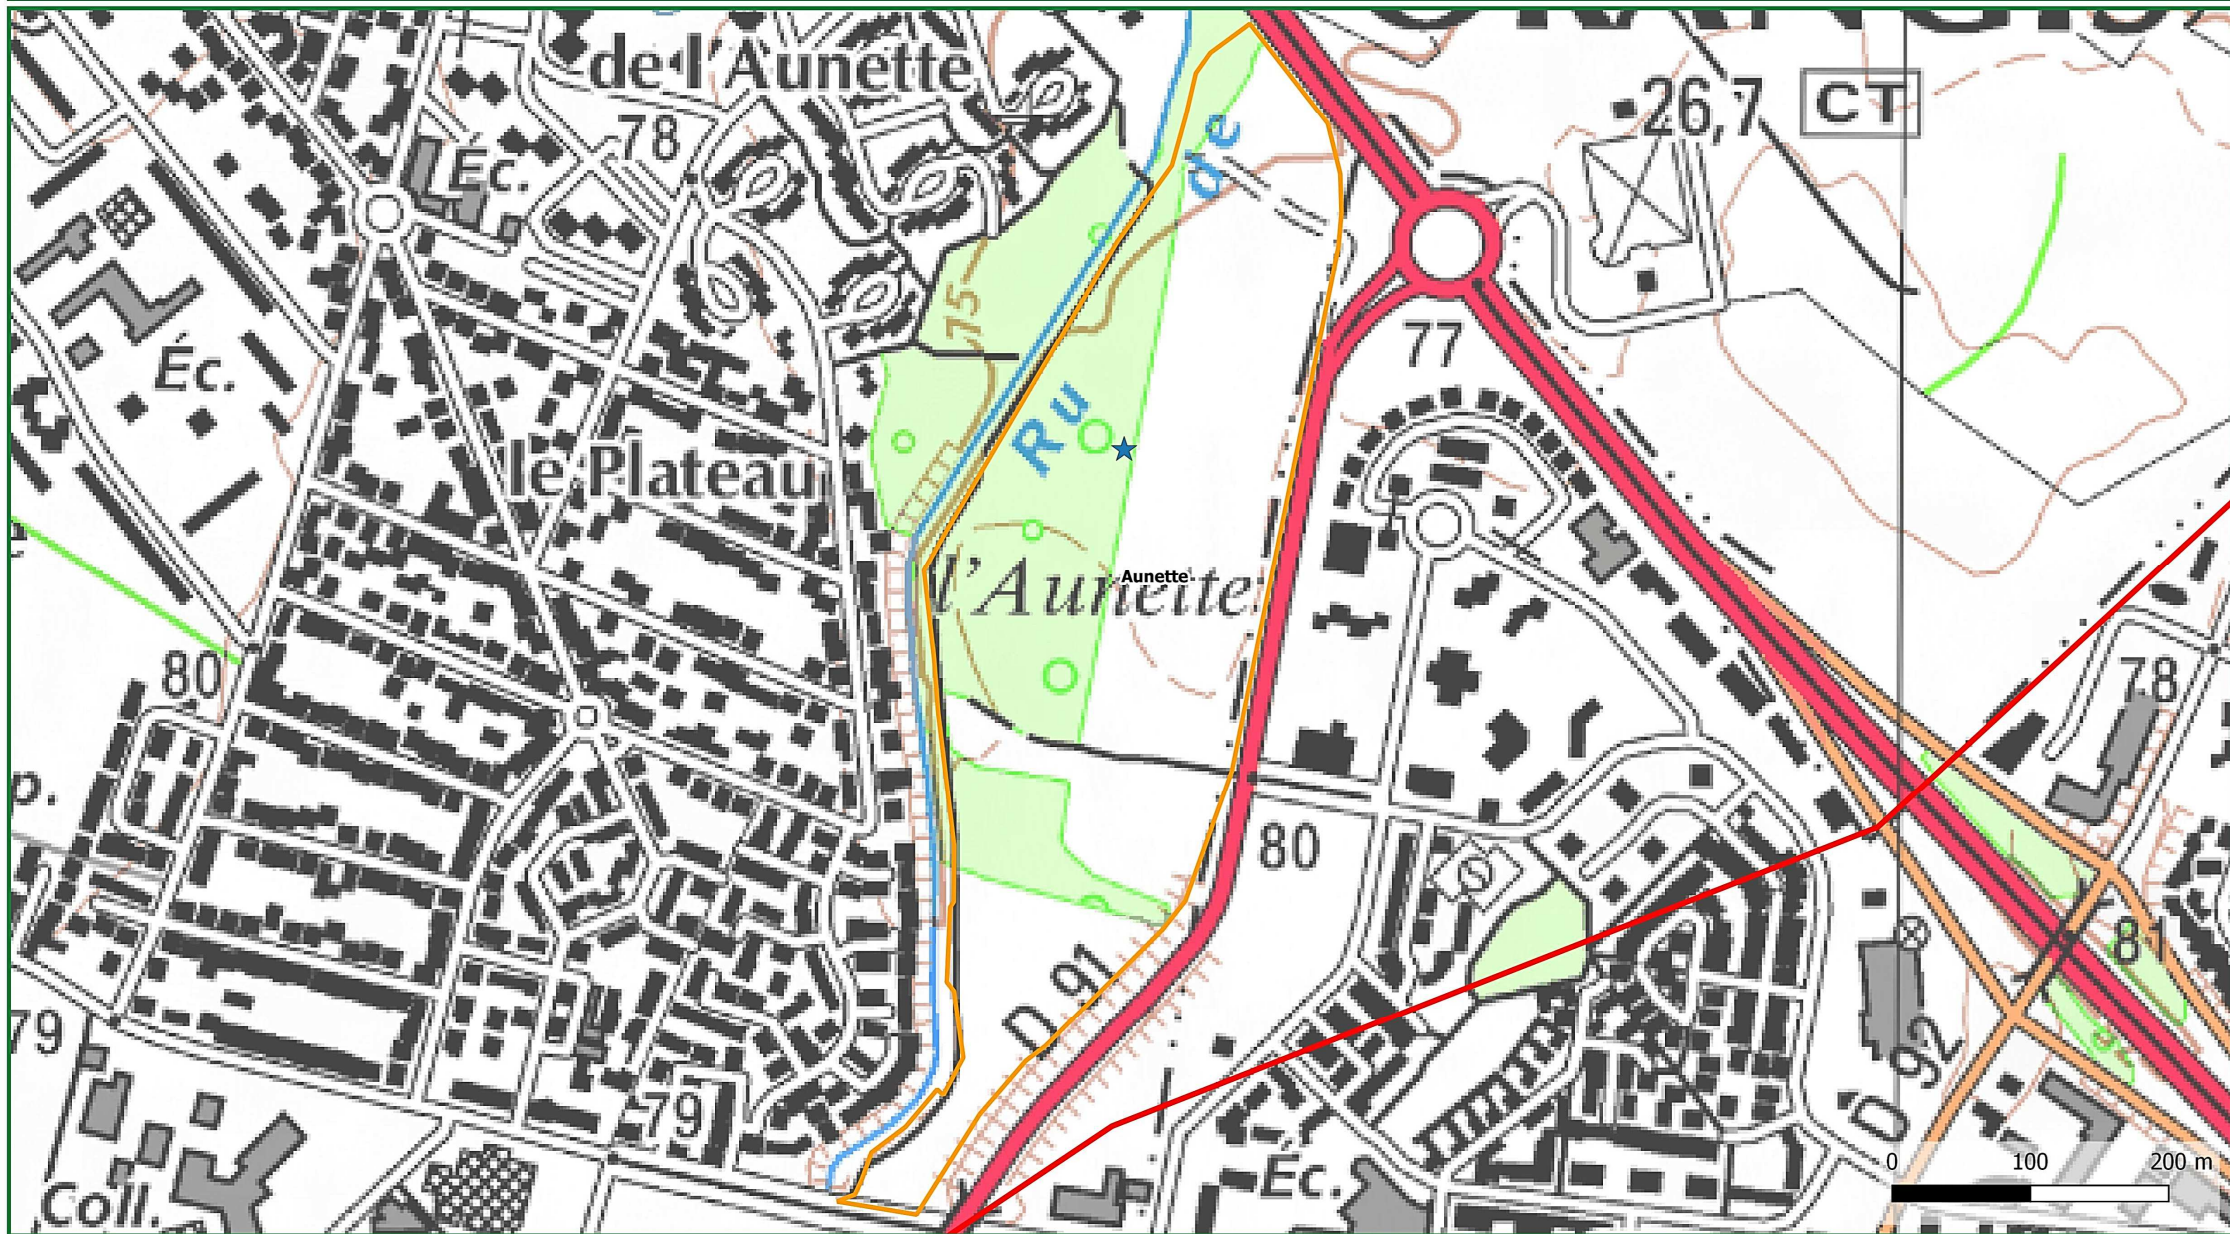 de l'Aunette
26,7
CT
78
de
Éc.
75
77
Éc.
Ru
le Plateau
l'Aunette
Aunette
80
78
p.
80
81
D 91
79
D 92
79
0 100 200 m
Éc.
Coll.